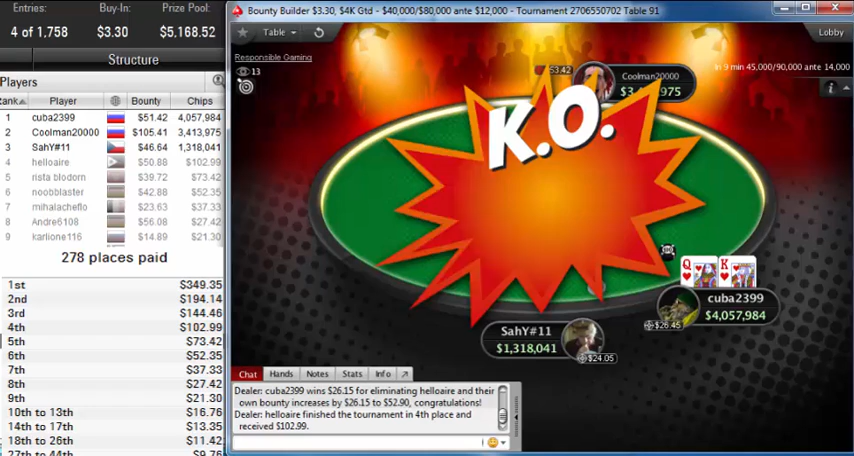 Entries: Buy-In: Prize Pool:
4 of 1,758 $3.30 $5,168.52
Structure
Players
Rank Player Bounty Chips
1 cuba2399 $51.42 4,057,984
2 Coolman20000 $105.41 3,413,975
3 SahY#11 $46.64 1,318,041
4 helloaire $50.88 $102.99
5 rista blodorn $39.72 $73.42
6 noobblaster $42.88 $52.35
7 mihalacheflo $23.63 $37.33
8 Andre6108 $56.08 $27.42
9 karlione116 $14.89 $21.30
278 places paid
1st $349.35
2nd $194.14
3rd $144.46
4th $102.99
5th $73.42
6th $52.35
7th $37.33
8th $27.42
9th $21.30
10th to 13th $16.76
14th to 17th $13.35
18th to 26th $11.42
27th to 44th $9.76
Bounty Builder $3.30, $4K Gtd - $40,000/$80,000 ante $12,000 - Tournament 2706550702 Table 91
Table Lobby
Responsible Gaming
13
In 9 min 45,000/90,000 ante 14,000
53.42
Coolman20000
975
K.O.
Q K
cuba2399
$4,057,984
$26.45
SahY#11
$1,318,041
$24.05
Chat Hands Notes Stats Info
Dealer: cuba2399 wins $26.15 for eliminating helloaire and their
own bounty increases by $26.15 to $52.90, congratulations!
Dealer: helloaire finished the tournament in 4th place and
received $102.99.